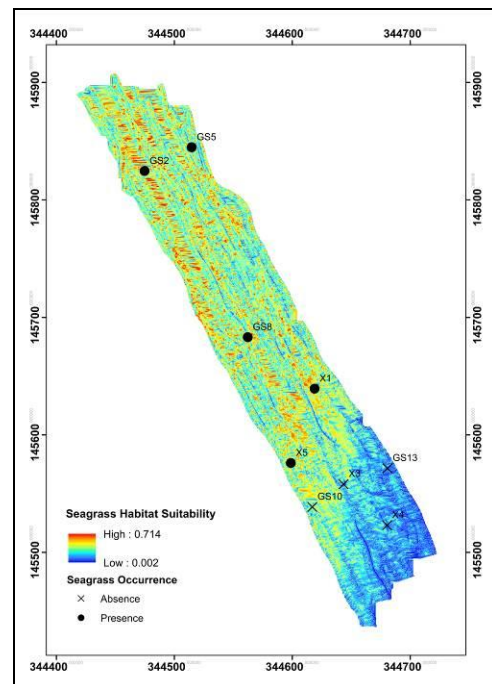 344400 344500 344600 344700
145900 145900
GS5
GS2
145800 145800
145700 145700
GS8
X1
145600 145600
X5
GS13
X3
GS10
X4
Seagrass Habitat Suitability
High : 0.714
Low : 0.002
145500 145500
Seagrass Occurrence
Absence
Presence
344400 344500 344600 344700